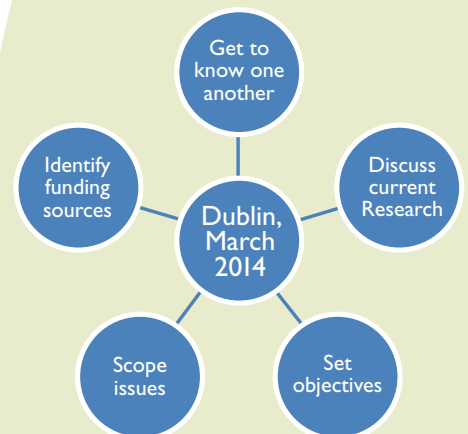 Get to
know one
another
Identify
funding
sources
Discuss
current
Research
Dublin,
March
2014
Scope
issues
Set
objectives